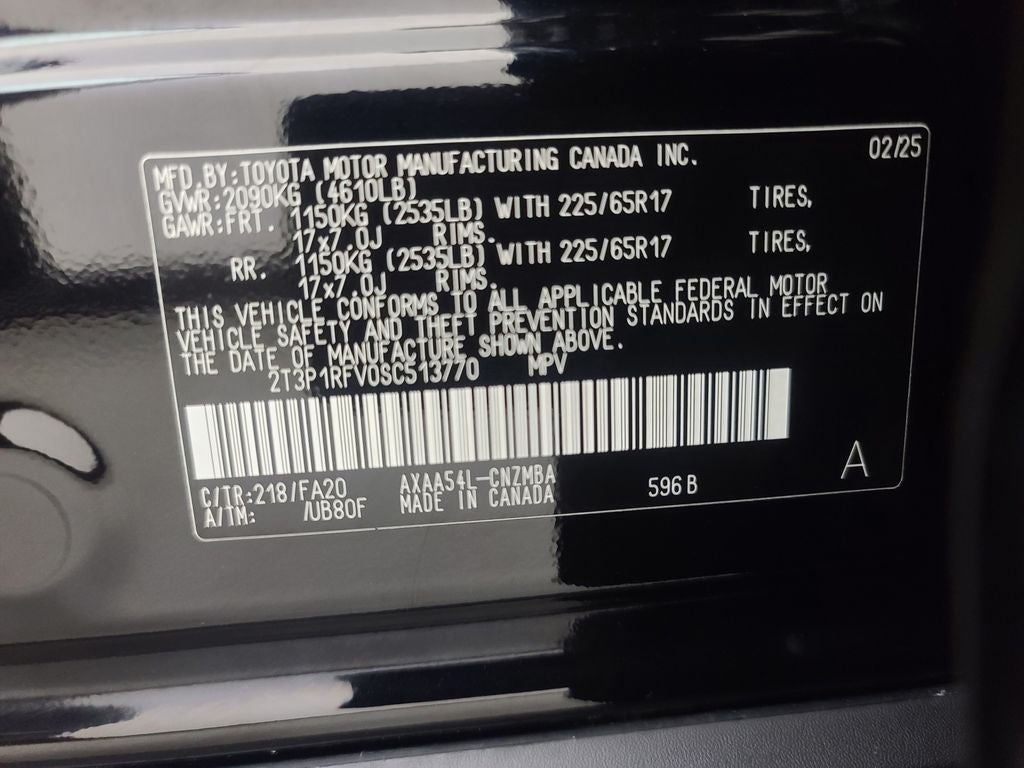 MFD.BY:TOYOTA MOTOR MANUFACTURING CANADA INC. 02/25
GVWR:2090KG (4610LB)
GAWR:FRT. 1150KG (2535LB) WITH 225/65R17 TIRES,
17x7.0J RIMS.
RR. 1150KG (2535LB) WITH 225/65R17 TIRES,
17x7.0J RIMS.
THIS VEHICLE CONFORMS TO ALL APPLICABLE FEDERAL MOTOR
VEHICLE SAFETY AND THEFT PREVENTION STANDARDS IN EFFECT ON
THE DATE OF MANUFACTURE SHOWN ABOVE.
2T3P1RFV0SC513770 MPV
C/TR:218/FA20 AXAA54L-CNZMBA 596B A
A/TM: /UB80F MADE IN CANADA